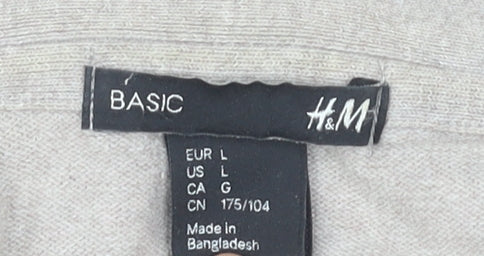 BASIC
H&M
EUR L
US L
CA G
CN 175/104
Made in
Bangladesh